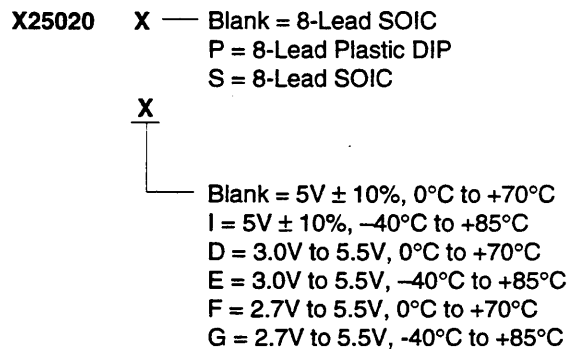 X25020 X Blank = 8-Lead SOIC
P = 8-Lead Plastic DIP
S = 8-Lead SOIC
X
Blank = 5V ± 10%, 0°C to +70°C
I = 5V ± 10%, –40°C to +85°C
D = 3.0V to 5.5V, 0°C to +70°C
E = 3.0V to 5.5V, –40°C to +85°C
F = 2.7V to 5.5V, 0°C to +70°C
G = 2.7V to 5.5V, -40°C to +85°C